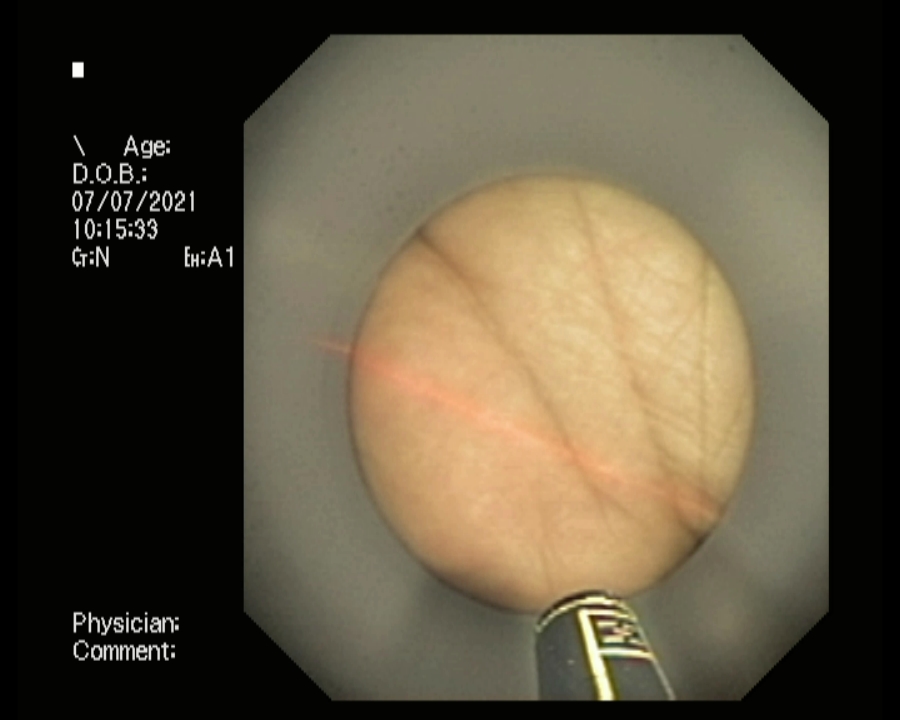 \ Age:
D.O.B.:
07/07/2021
10:15:33
Cr:N EH:A1
Physician:
Comment: